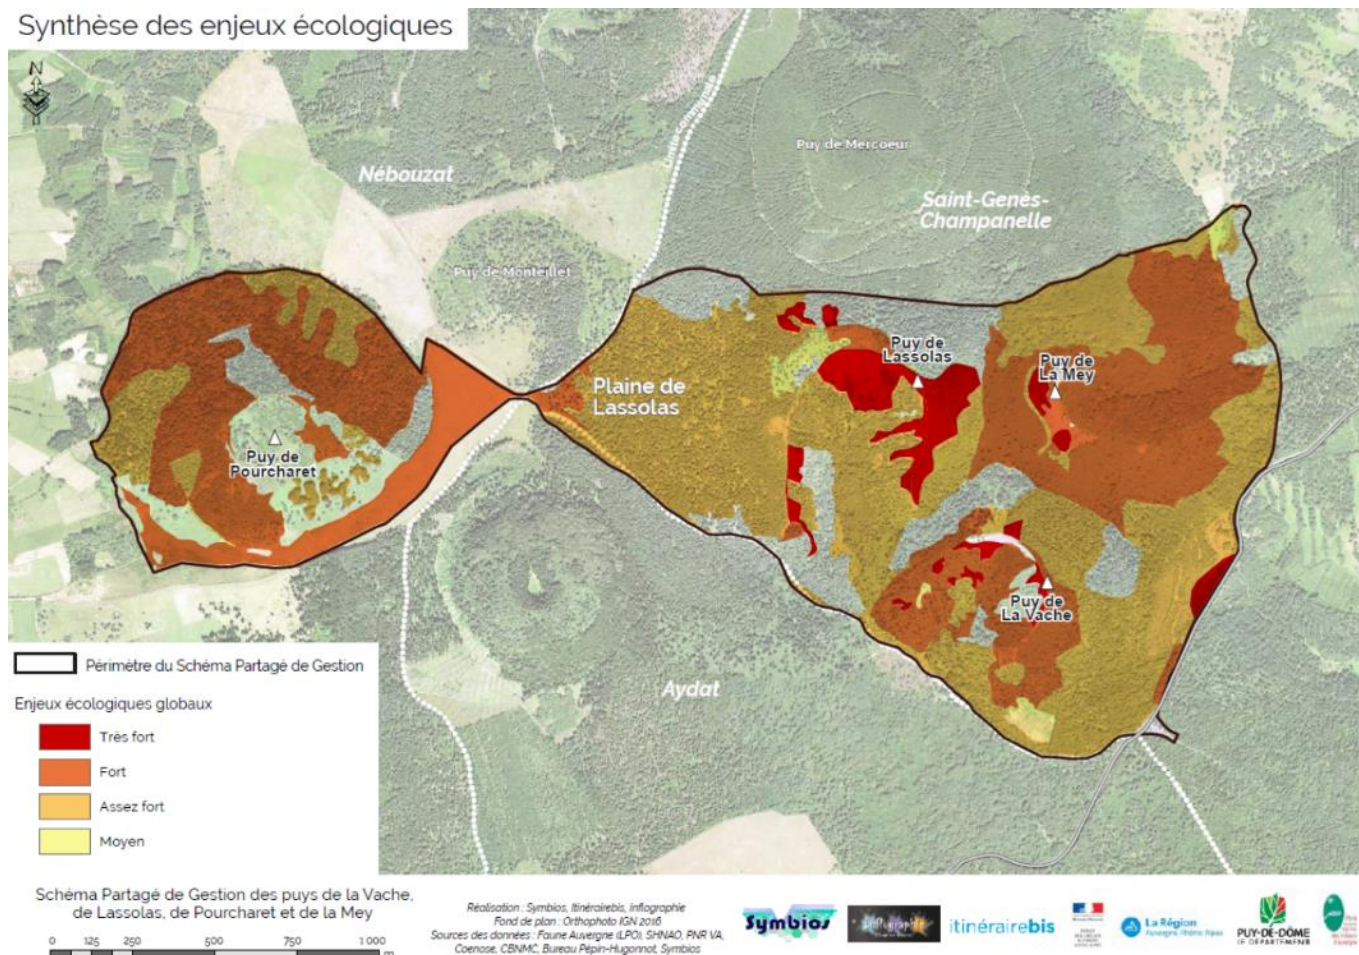 Synthèse des enjeux écologiques
N
Puy de Mercoeur
Nébouzat
Saint-Genès-
Champanelle
Puy de Monteillet
Puy de
Lassolas
Puy de
La Mey
Plaine de
Lassolas
Puy de
Pourcharet
Puy de
La Vache
Aydat
Périmètre du Schéma Partagé de Gestion
Enjeux écologiques globaux
Très fort
Fort
Assez fort
Moyen
Schéma Partagé de Gestion des puys de la Vache,
de Lassolas, de Pourcharet et de la Mey
0 125 250 500 750 1 000
m
Réalisation : Symbios, Itinérairebis, Inflographie
Fond de plan : Orthophoto IGN 2016
Sources des données : Faune Auvergne (LPO), SHNAO, PNR VA,
Coenose, CBNMC, Bureau Pépin-Hugonnot, Symbios
Symbios
itinérairebis
La Région
Auvergne-Rhône-Alpes
PUY-DE-DÔME
LE DÉPARTEMENT